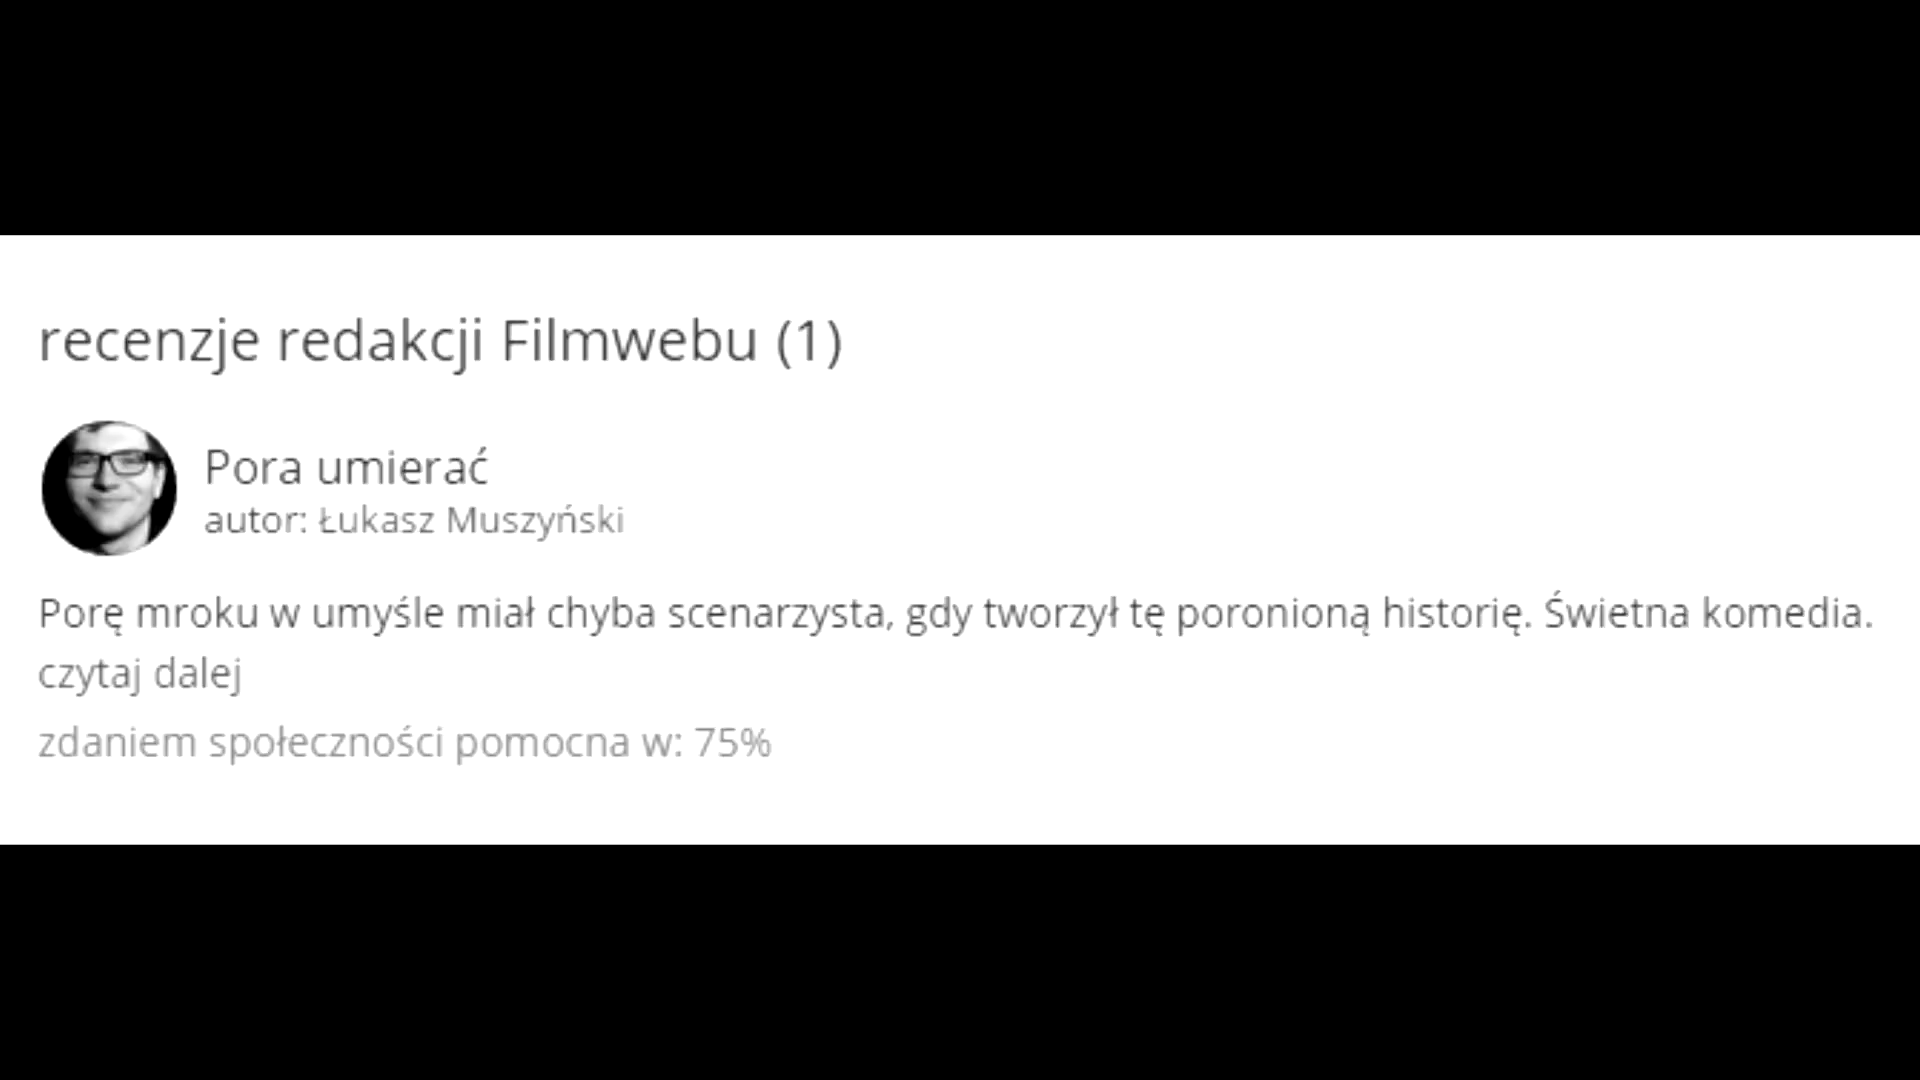 recenzje redakcji Filmwebu (1)
Pora umierać
autor: Łukasz Muszyński
Porę mroku w umyśle miał chyba scenarzysta, gdy tworzył tę poronioną historię. Świetna komedia.
czytaj dalej
zdaniem społeczności pomocna w: 75%